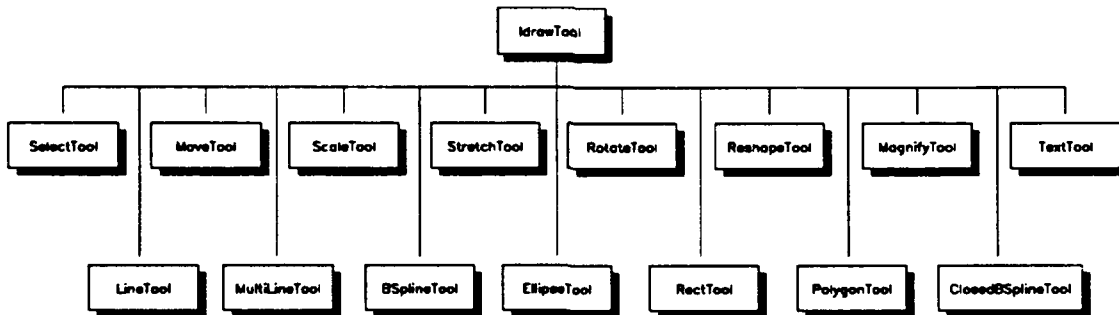 IdrawTool
SelectTool
MoveTool
ScaleTool
StretchTool
RotateTool
ReshapeTool
MagnifyTool
TextTool
LineTool
MultiLineTool
BSplineTool
EllipseTool
RectTool
PolygonTool
ClosedBSplineTool